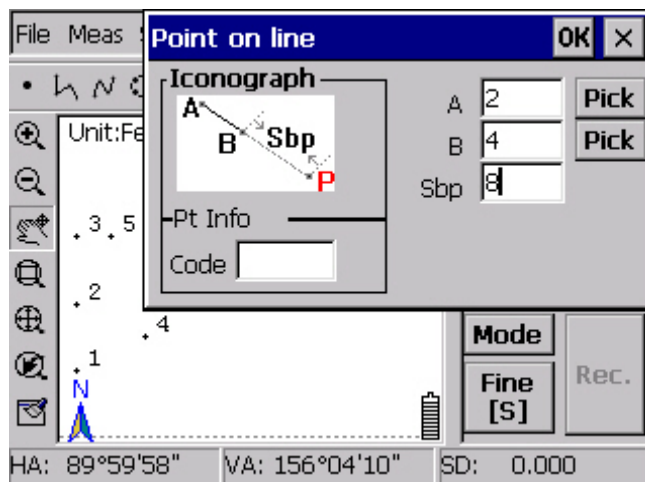 File Meas
Point on line OK ×
Iconograph
A
B
Sbp
P
Pt Info
Code
A 2 Pick
B 4 Pick
Sbp 8
Unit:Fe
3 5
2
4
1
N
Mode
Fine
[S]
Rec.
HA: 89°59'58" VA: 156°04'10" SD: 0.000